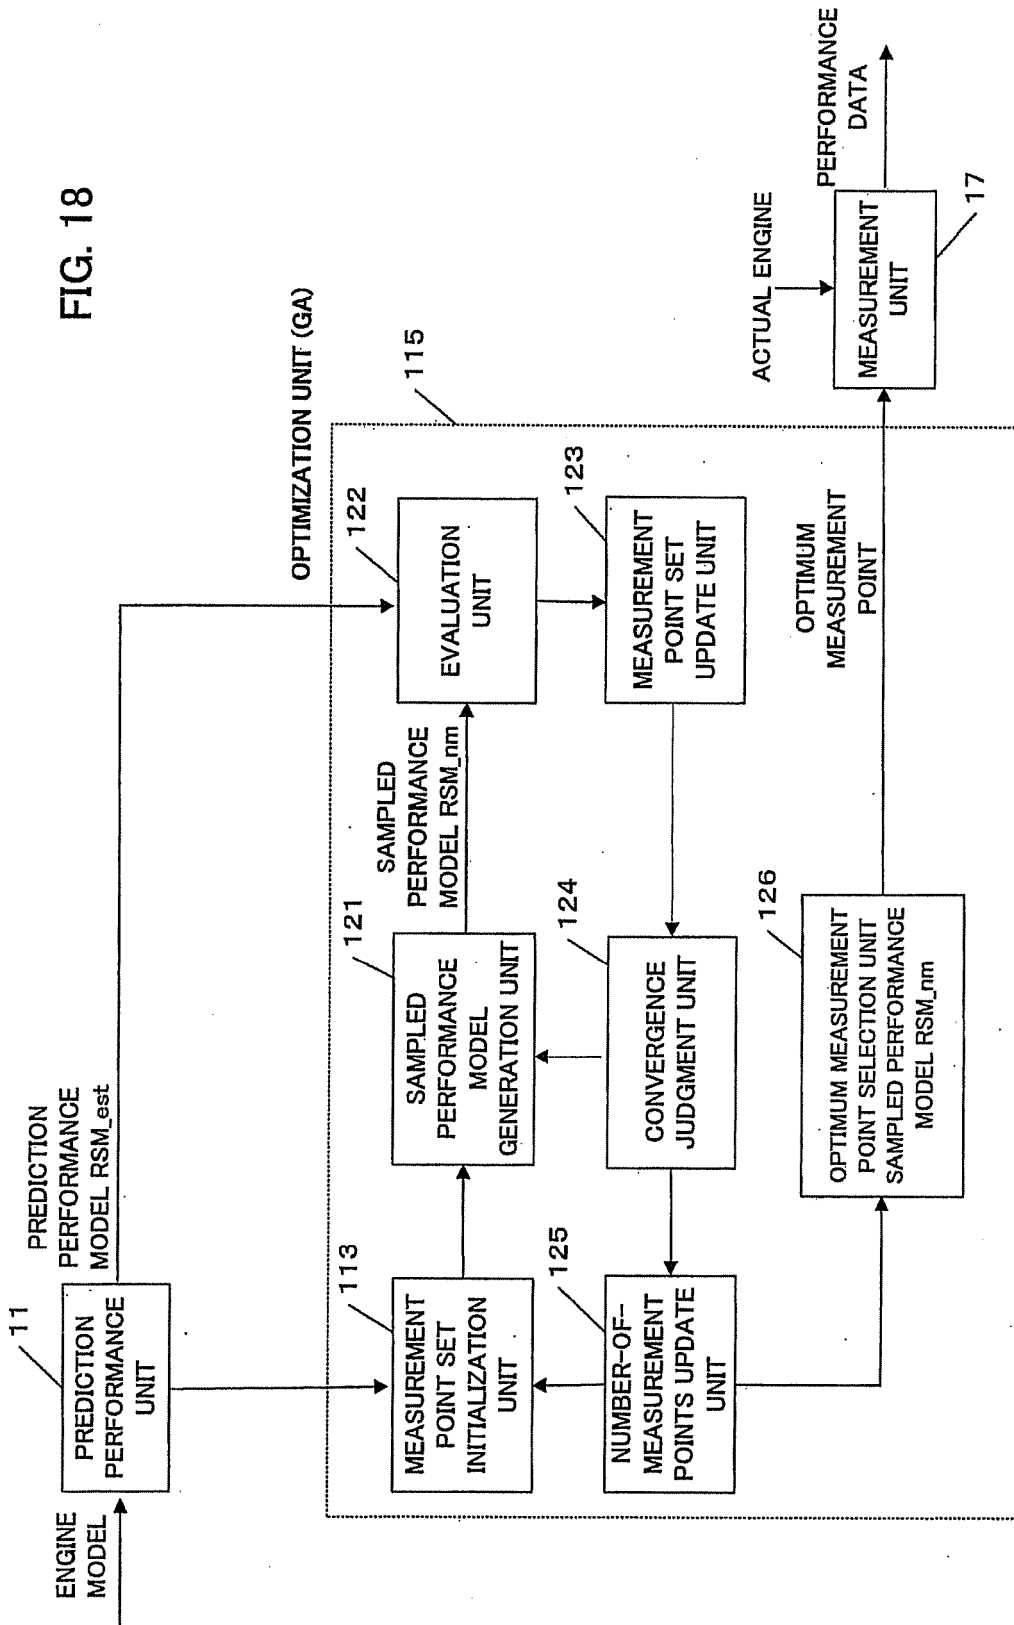 FIG. 18
ENGINE
MODEL
11
PREDICTION
PERFORMANCE
UNIT
PREDICTION
PERFORMANCE
MODEL RSM_est
OPTIMIZATION UNIT (GA)
115
113
MEASUREMENT
POINT SET
INITIALIZATION
UNIT
121
SAMPLED
PERFORMANCE
MODEL
GENERATION UNIT
SAMPLED
PERFORMANCE
MODEL RSM_nm
122
EVALUATION
UNIT
125
NUMBER-OF-
MEASUREMENT
POINTS UPDATE
UNIT
124
CONVERGENCE
JUDGMENT UNIT
123
MEASUREMENT
POINT SET
UPDATE UNIT
126
OPTIMUM MEASUREMENT
POINT SELECTION UNIT
SAMPLED PERFORMANCE
MODEL RSM_nm
OPTIMUM
MEASUREMENT
POINT
ACTUAL ENGINE
MEASUREMENT
UNIT
17
PERFORMANCE
DATA